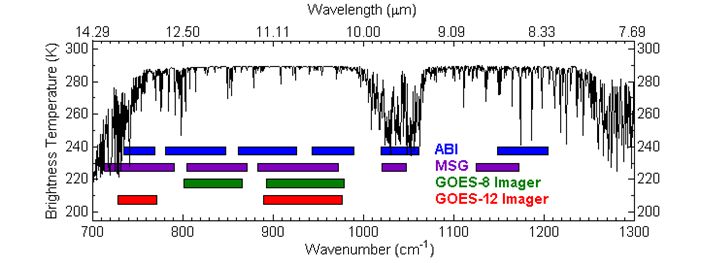 Wavelength (μm)
14.29 12.50 11.11 10.00 9.09 8.33 7.69
Brightness Temperature (K)
300 300
280 280
260 260
240 240
220 220
200 200
ABI
MSG
GOES-8 Imager
GOES-12 Imager
700 800 900 1000 1100 1200 1300
Wavenumber (cm⁻¹)